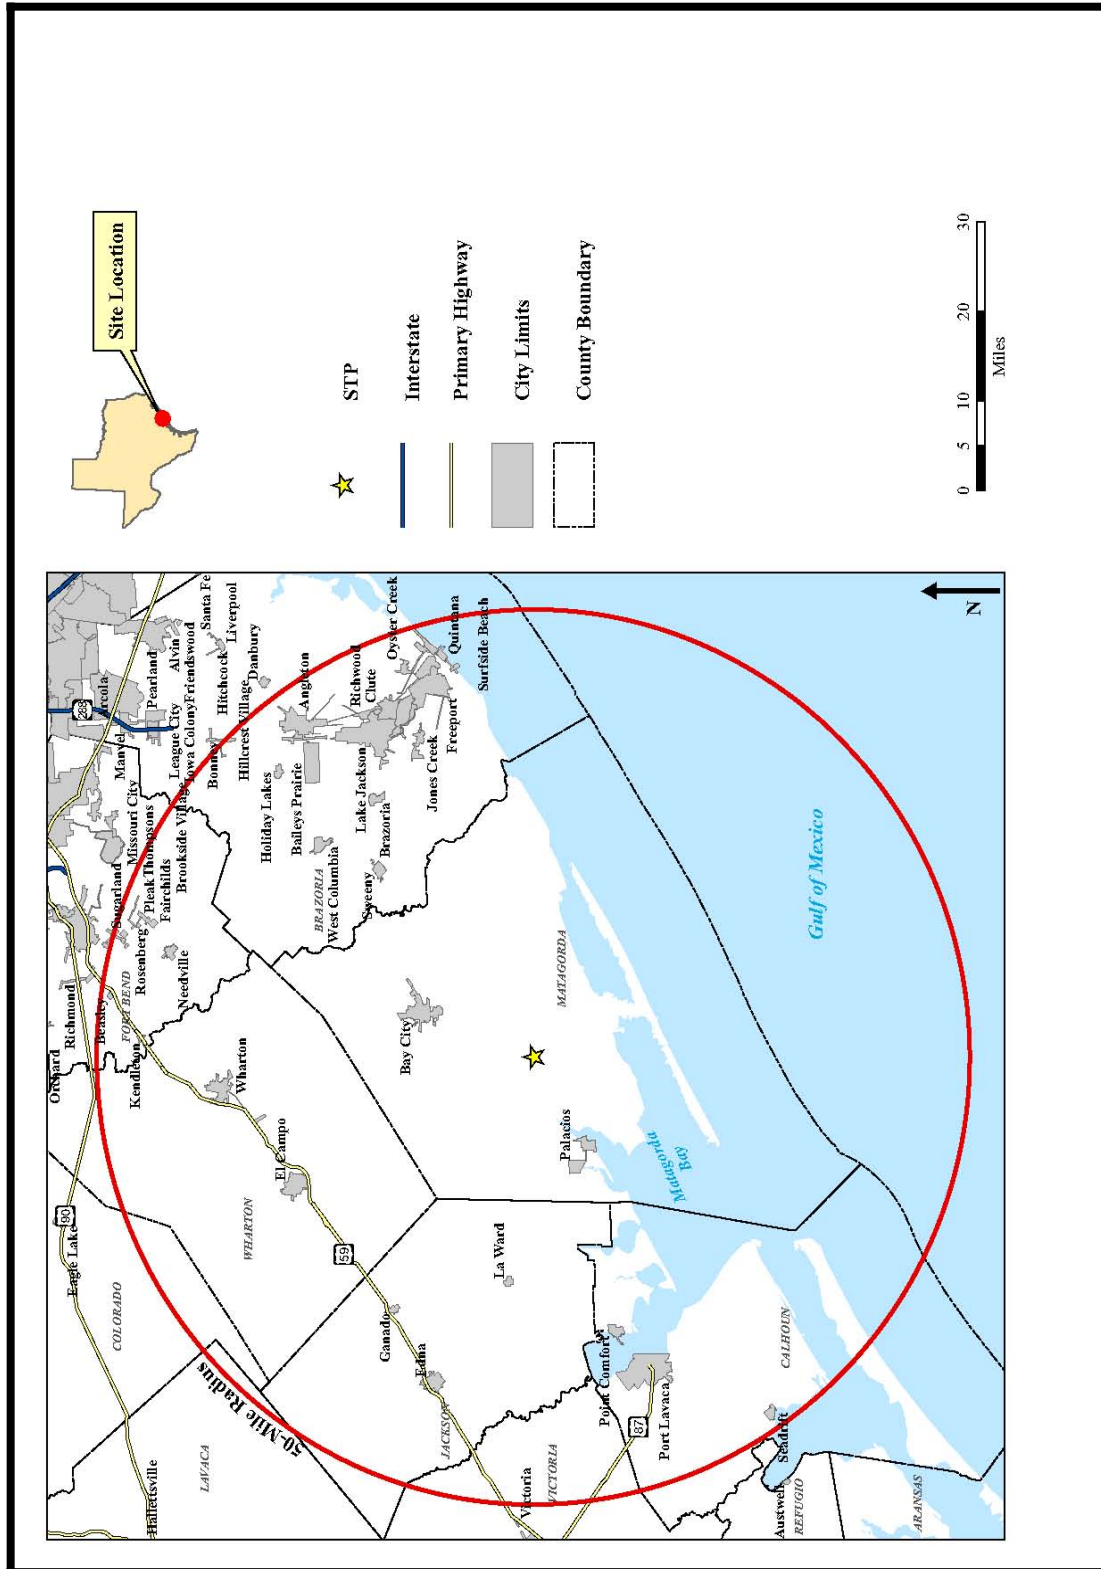 Site Location
STP
Interstate
Primary Highway
City Limits
County Boundary
0 5 10 20 30
Miles
N
50-Mile Radius
Hallettsville
LAVACA
COLORADO
Eagle Lake
90
Orchard
Richmond
Beasley
FORT BEND
Kendleton
Rosenberg
Needville
Sugarland
Pleak
Thompsons
Fairchilds
Missouri City
Brookside Village
Manvel
Arcola
288
Pearland
League City
Iowa Colony
Friendswood
Alvin
Santa Fe
Hitchcock
Liverpool
Bonney
Hillcrest Village
Danbury
Holiday Lakes
Baileys Prairie
Angleton
BRAZORIA
West Columbia
Sweeny
Brazoria
Lake Jackson
Richwood
Clute
Oyster Creek
Jones Creek
Freeport
Quintana
Surfside Beach
WHARTON
Wharton
El Campo
59
Ganado
Edna
JACKSON
La Ward
Victoria
VICTORIA
87
Point Comfort
Port Lavaca
Bay City
MATAGORDA
Palacios
Matagorda
Bay
Gulf of Mexico
CALHOUN
Seadrift
Austwell
REFUGIO
ARANSAS